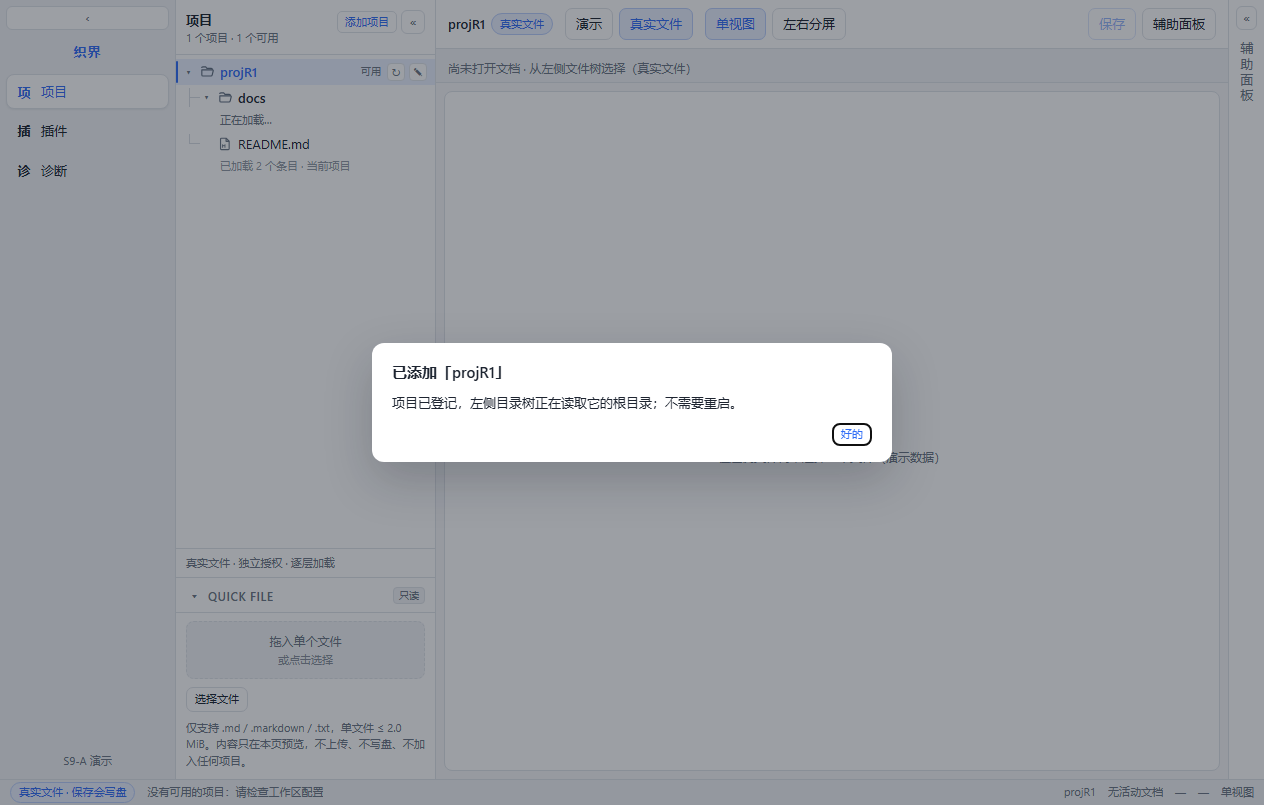 ‹
织界
项 项目
插 插件
诊 诊断
S9-A 演示
项目
添加项目
«
1 个项目 · 1 个可用
projR1 可用 ↻
docs
正在加载...
README.md
已加载 2 个条目 · 当前项目
真实文件 · 独立授权 · 逐层加载
QUICK FILE 只读
拖入单个文件
或点击选择
选择文件
仅支持 .md / .markdown / .txt，单文件 ≤ 2.0
MiB。内容只在本页预览，不上传、不写盘、不加
入任何项目。
projR1 真实文件 演示 真实文件 单视图 左右分屏 保存 辅助面板
尚未打开文档 · 从左侧文件树选择（真实文件）
已添加「projR1」
项目已登记，左侧目录树正在读取它的根目录；不需要重启。
好的
演示数据）
«
辅
助
面
板
真实文件 · 保存会写盘 没有可用的项目：请检查工作区配置 projR1 无活动文档 — — 单视图